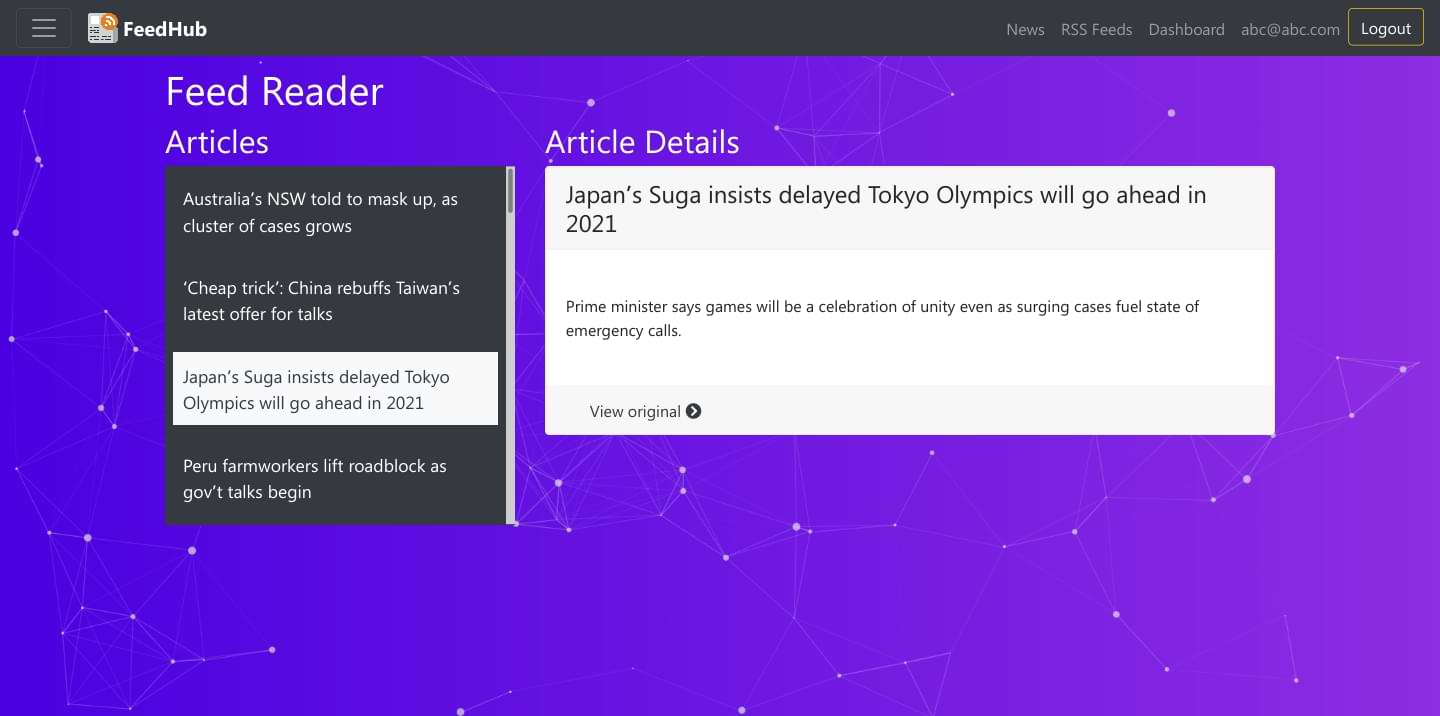 FeedHub
News RSS Feeds Dashboard abc@abc.com Logout
Feed Reader
Articles
Australia’s NSW told to mask up, as
cluster of cases grows
‘Cheap trick’: China rebuffs Taiwan’s
latest offer for talks
Japan’s Suga insists delayed Tokyo
Olympics will go ahead in 2021
Peru farmworkers lift roadblock as
gov’t talks begin
Article Details
Japan’s Suga insists delayed Tokyo Olympics will go ahead in
2021
Prime minister says games will be a celebration of unity even as surging cases fuel state of
emergency calls.
View original